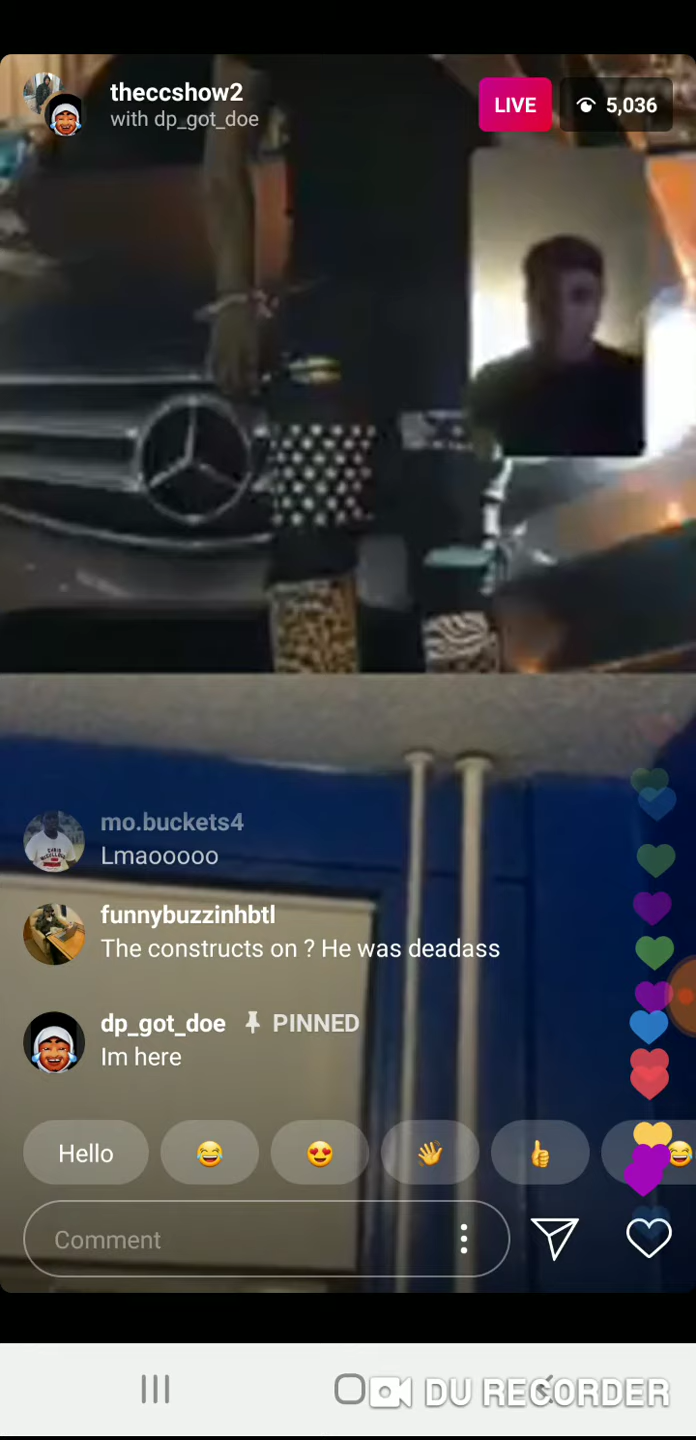 theccshow2
with dp_got_doe
LIVE
5,036
mo.buckets4
Lmaooooo
funnybuzzinhbtl
The constructs on ? He was deadass
dp_got_doe PINNED
Im here
Hello
Comment
DU RECORDER